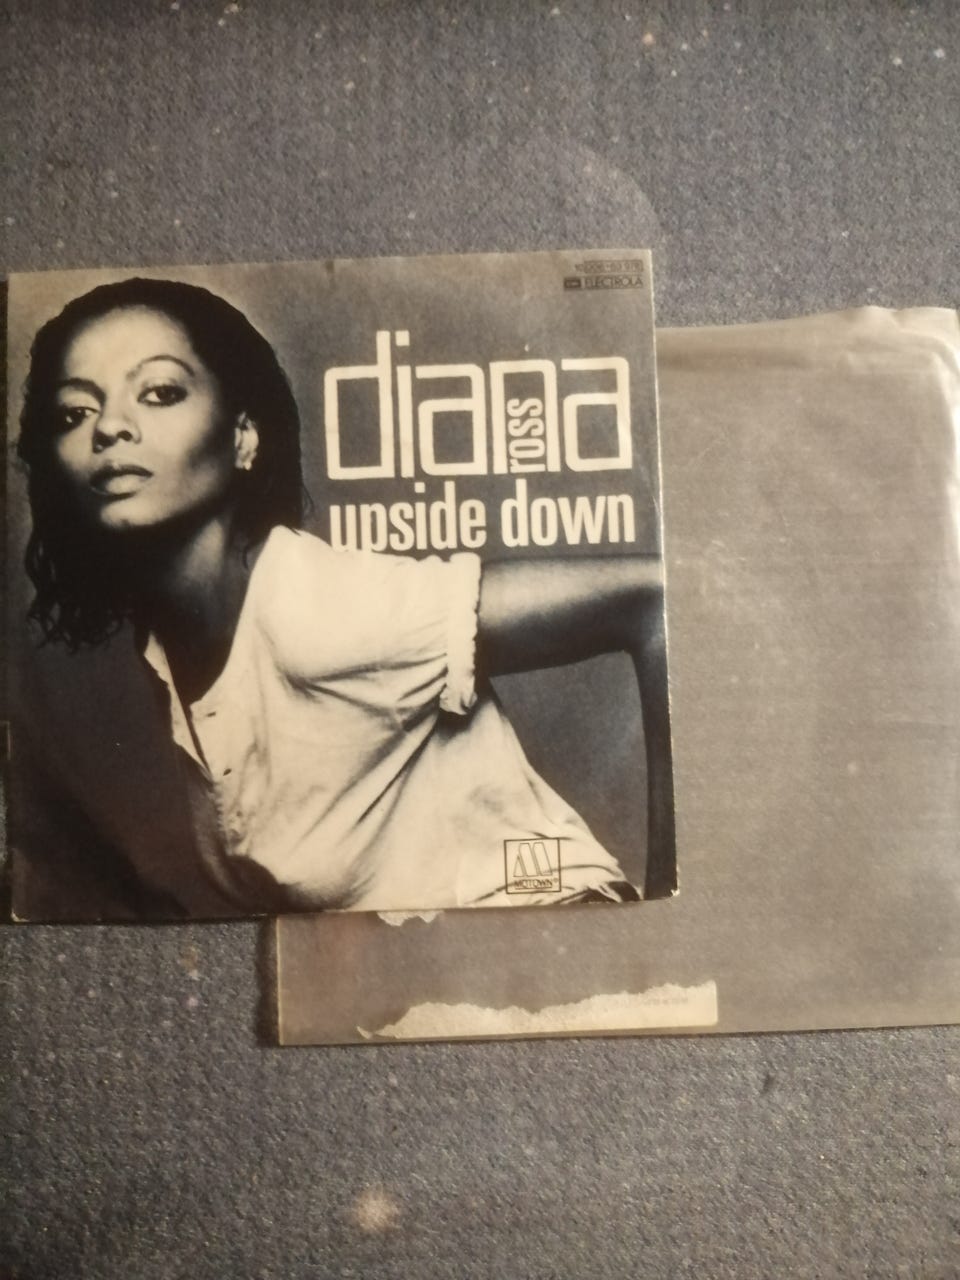 ELECTROLA
diana
ross
upside down
M
MOTOWN®